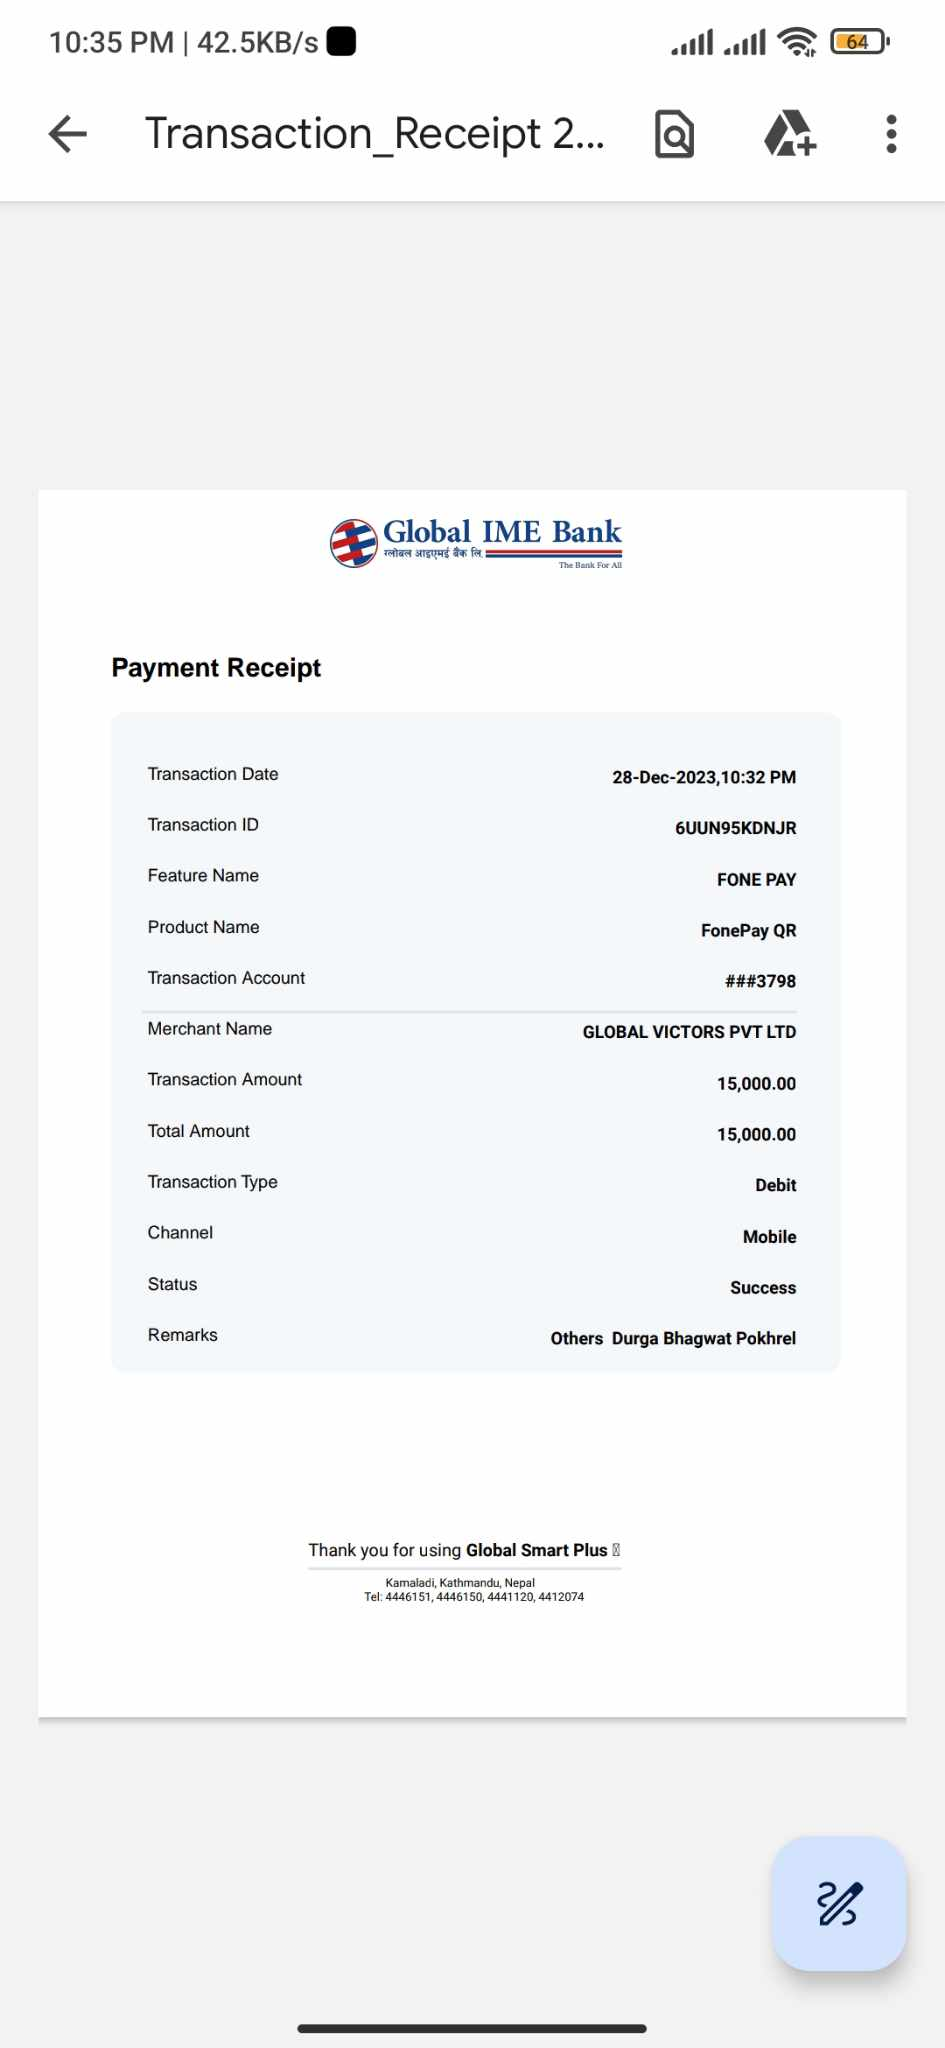 10:35 PM | 42.5KB/s
64
Transaction_Receipt 2...
Global IME Bank
ग्लोबल आइएमई बैंक लि.
The Bank For All
Payment Receipt
Transaction Date 28-Dec-2023,10:32 PM
Transaction ID 6UUN95KDNJR
Feature Name FONE PAY
Product Name FonePay QR
Transaction Account ###3798
Merchant Name GLOBAL VICTORS PVT LTD
Transaction Amount 15,000.00
Total Amount 15,000.00
Transaction Type Debit
Channel Mobile
Status Success
Remarks Others  Durga Bhagwat Pokhrel
Thank you for using Global Smart Plus
Kamaladi, Kathmandu, Nepal
Tel: 4446151, 4446150, 4441120, 4412074